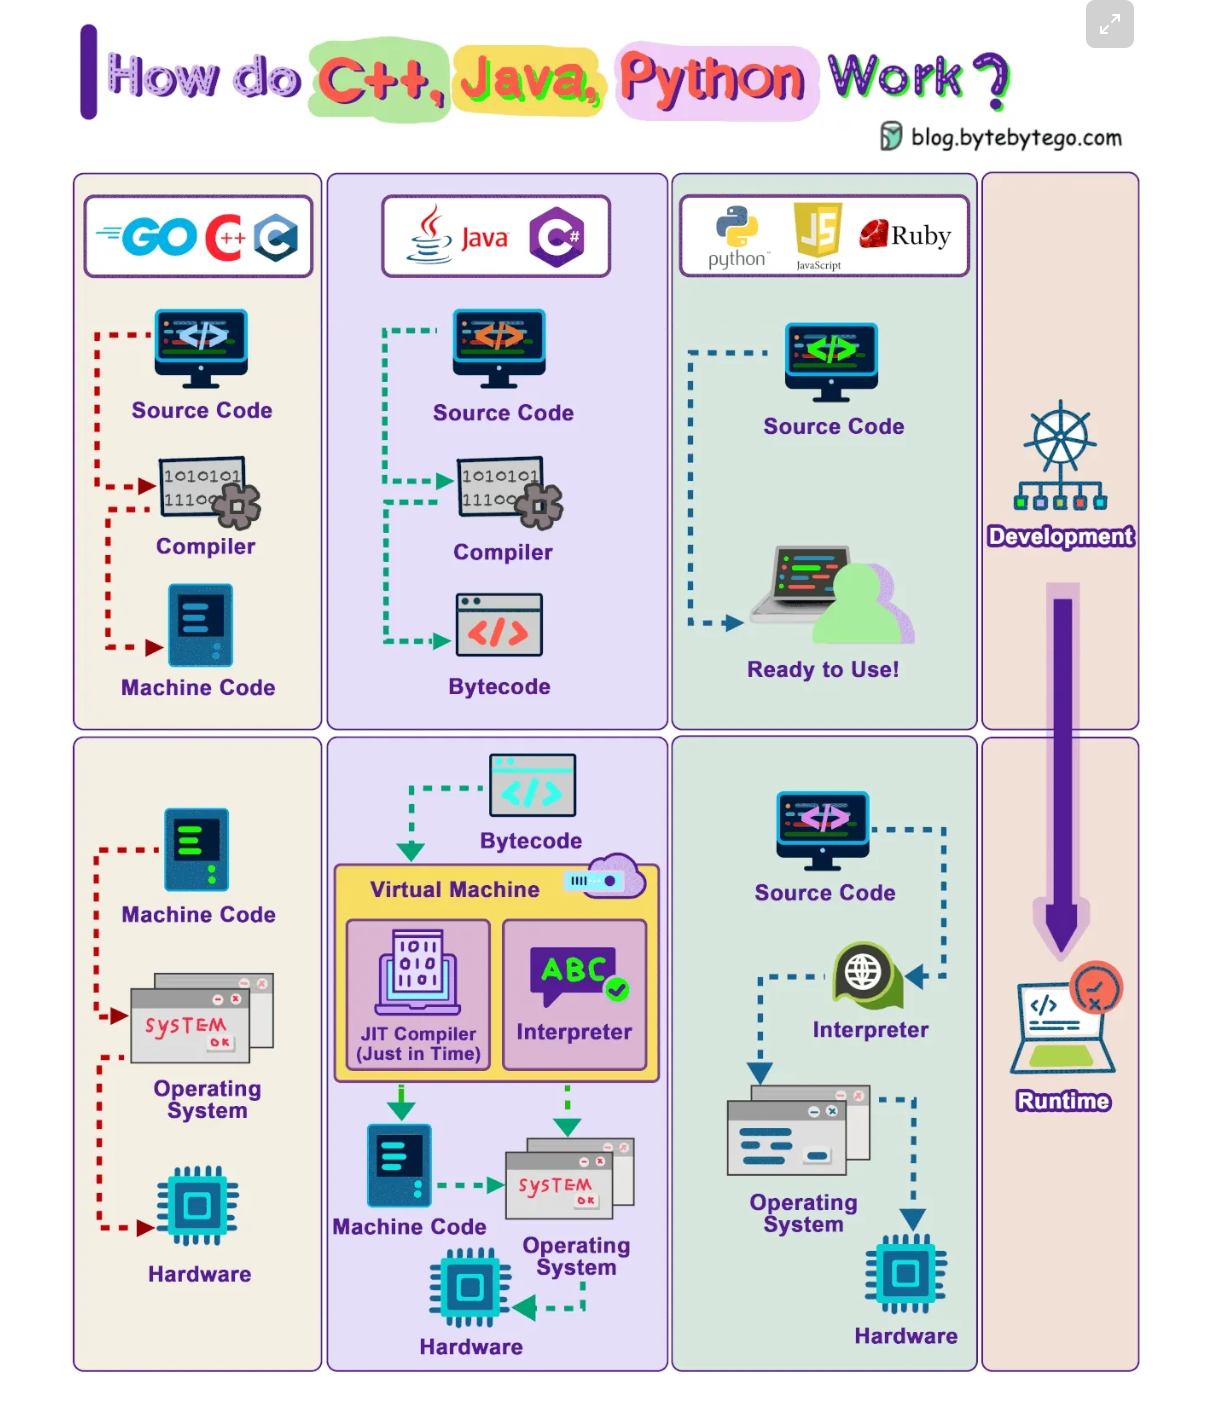 How do C++, Java, Python Work?
blog.bytebytego.com
GO C++ C
Java C#
python™ JS JavaScript Ruby
Source Code
1010101
11100
Compiler
Machine Code
Source Code
1010101
11100
Compiler
Bytecode
Source Code
Ready to Use!
Development
Machine Code
SYSTEM
OK
Operating
System
Hardware
Bytecode
Virtual Machine
1011
010
101
JIT Compiler
(Just in Time)
ABC
Interpreter
Machine Code
SYSTEM
OK
Operating
System
Hardware
Source Code
Interpreter
Operating
System
Hardware
Runtime